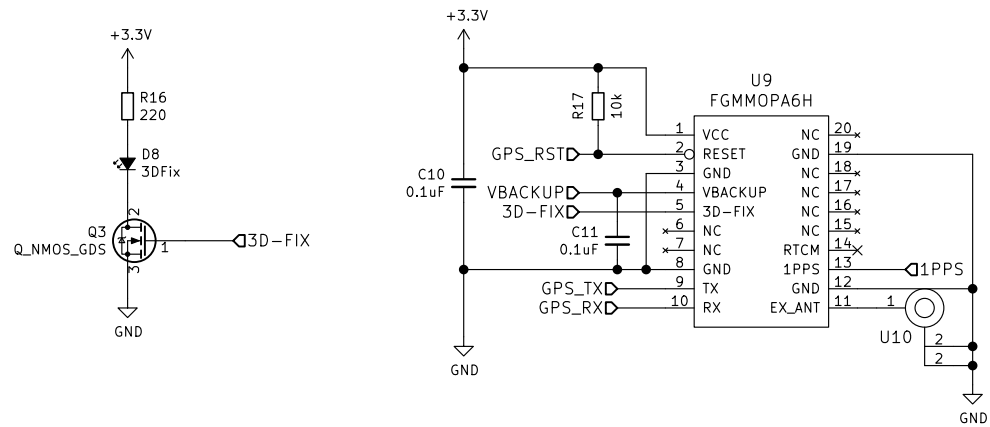 +3.3V
R16
220
D8
3DFix
2
Q3
Q_NMOS_GDS
1
3D-FIX
3
GND
+3.3V
U9
FGMMOPA6H
R17
10k
C10
0.1uF
C11
0.1uF
GPS_RST
VBACKUP
3D-FIX
GPS_TX
GPS_RX
1 VCC
2 RESET
3 GND
4 VBACKUP
5 3D-FIX
6 NC
7 NC
8 GND
9 TX
10 RX
NC 20
GND 19
NC 18
NC 17
NC 16
NC 15
RTCM 14
1PPS 13
GND 12
EX_ANT 11
1PPS
1
U10
2
2
GND
GND